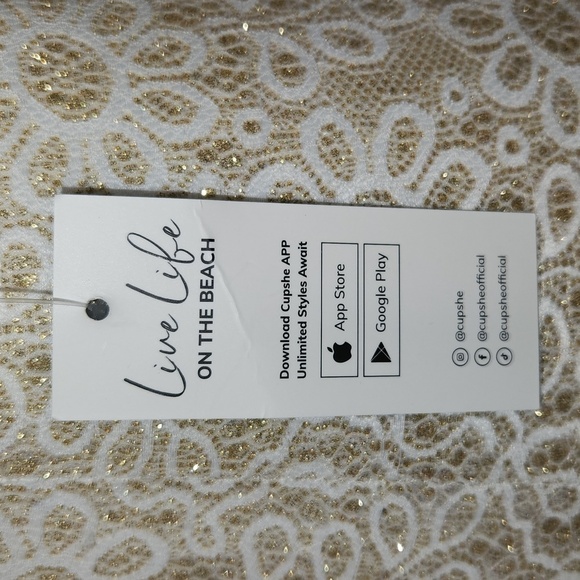 Live Life
ON THE BEACH
Download Cupshe APP
Unlimited Styles Await
App Store
Google Play
@cupshe
@cupsheofficial
@cupsheofficial